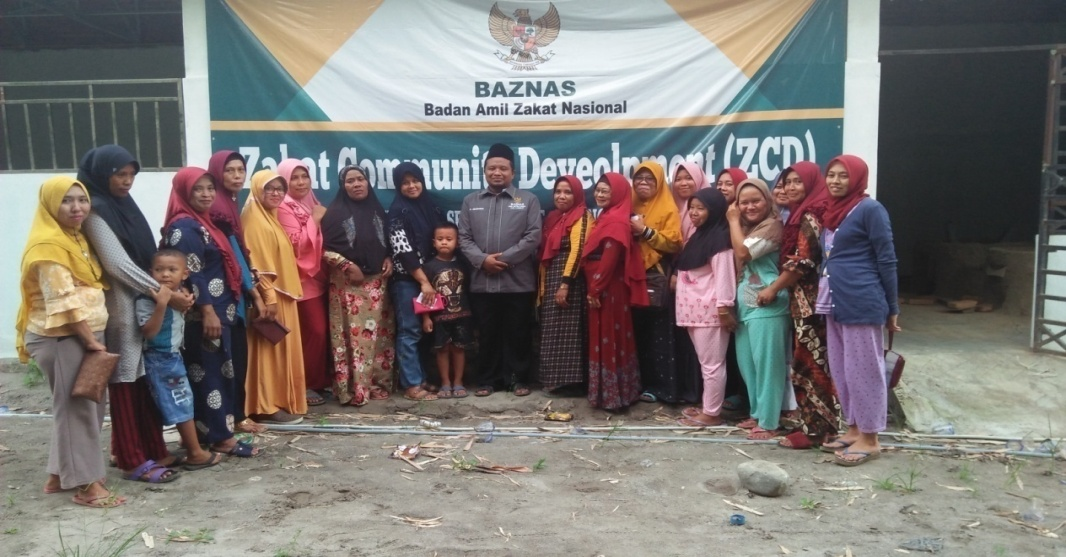 BAZNAS
Badan Amil Zakat Nasional
Zakat Community Development (ZCD)